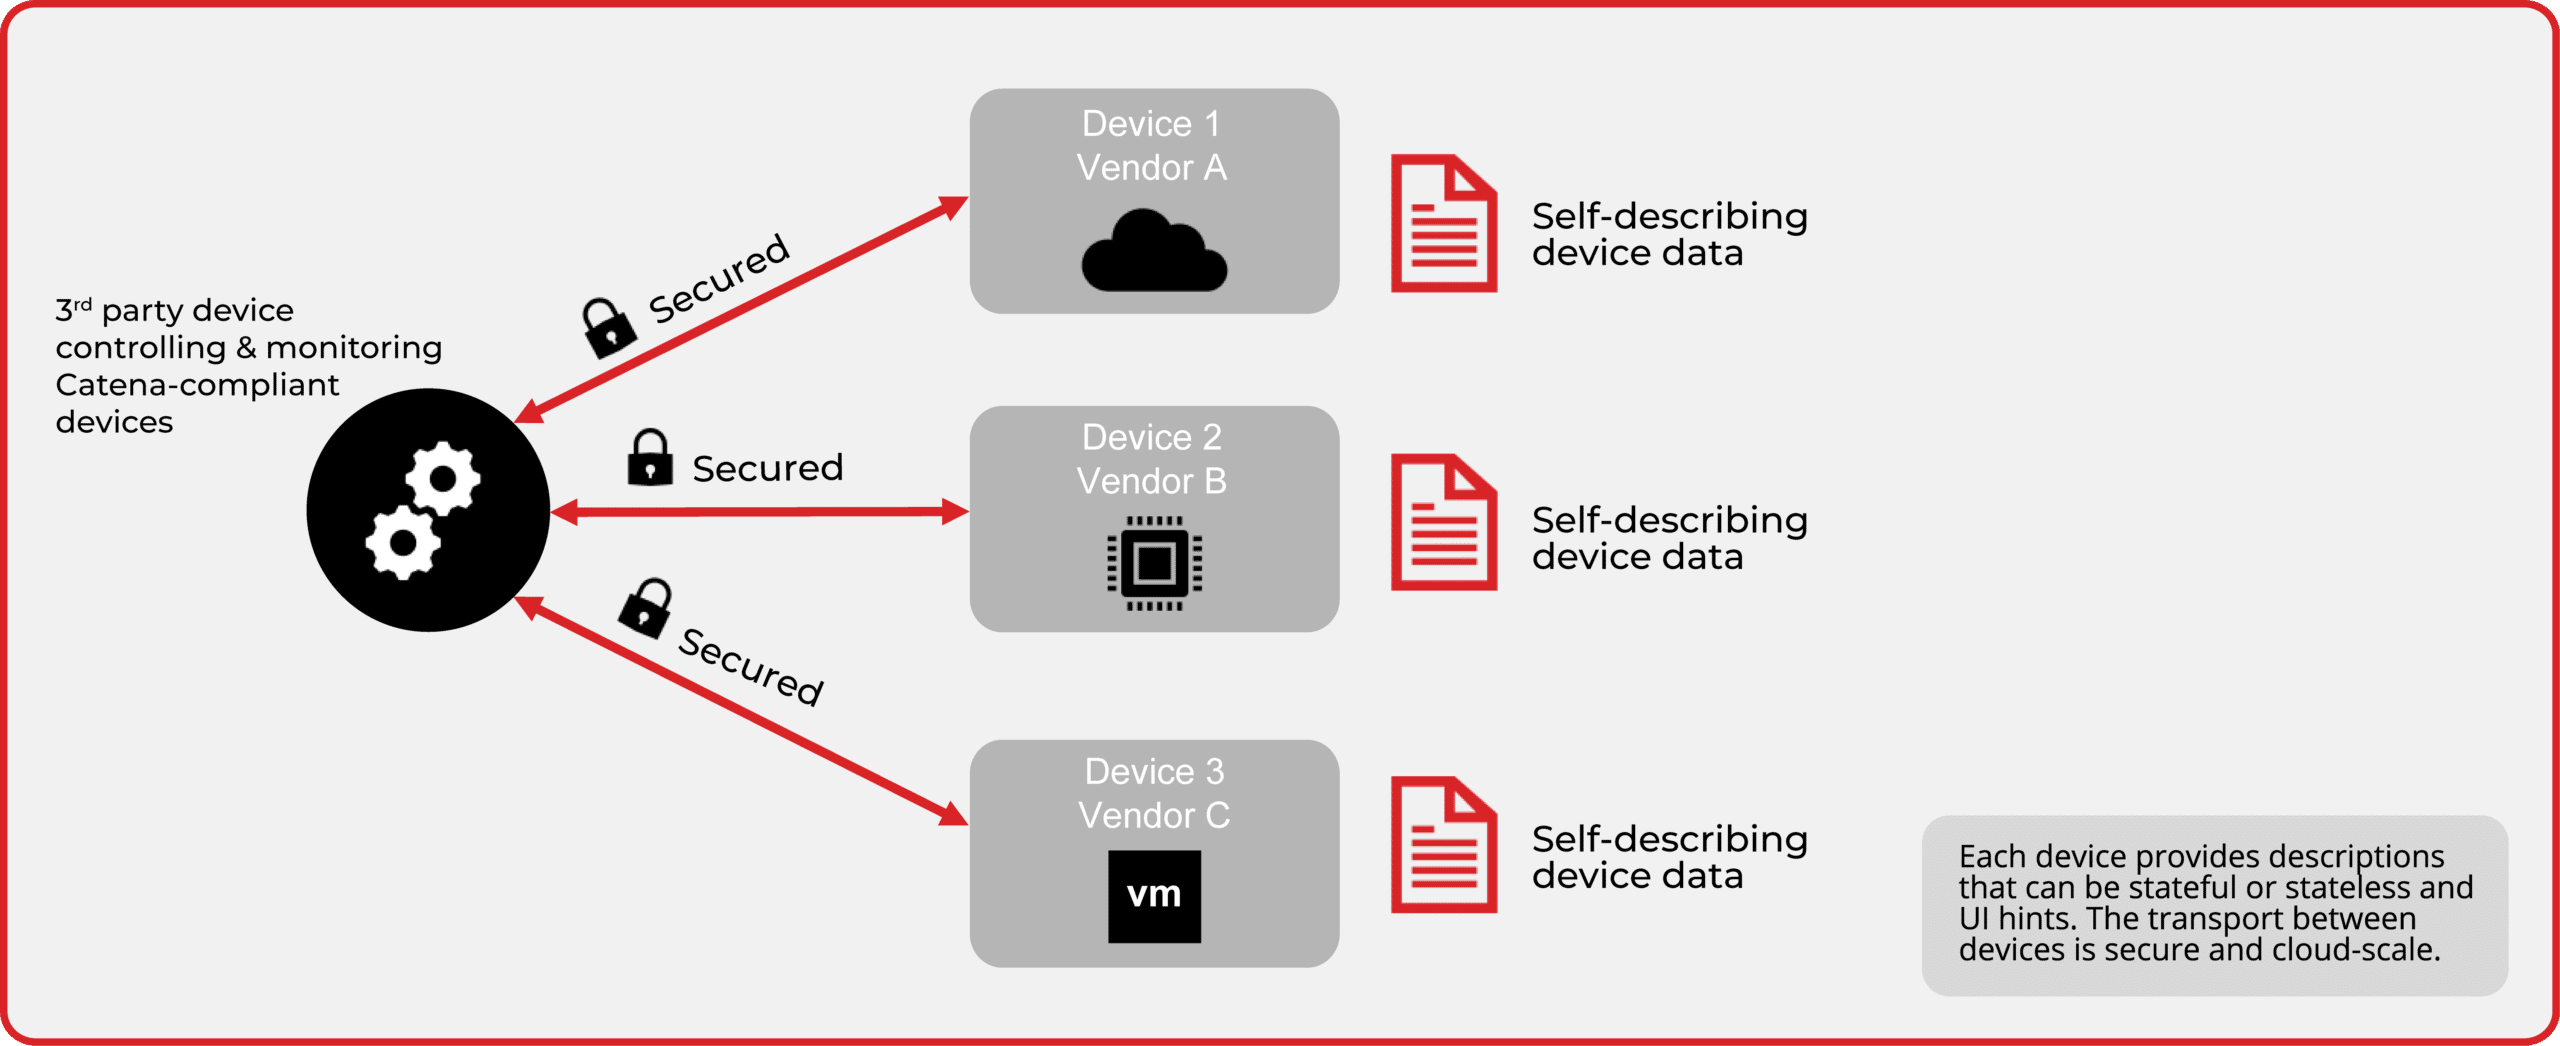 3rd party device
controlling & monitoring
Catena-compliant
devices
Secured
Secured
Secured
Device 1
Vendor A
Self-describing
device data
Device 2
Vendor B
Self-describing
device data
Device 3
Vendor C
vm
Self-describing
device data
Each device provides descriptions
that can be stateful or stateless and
UI hints. The transport between
devices is secure and cloud-scale.